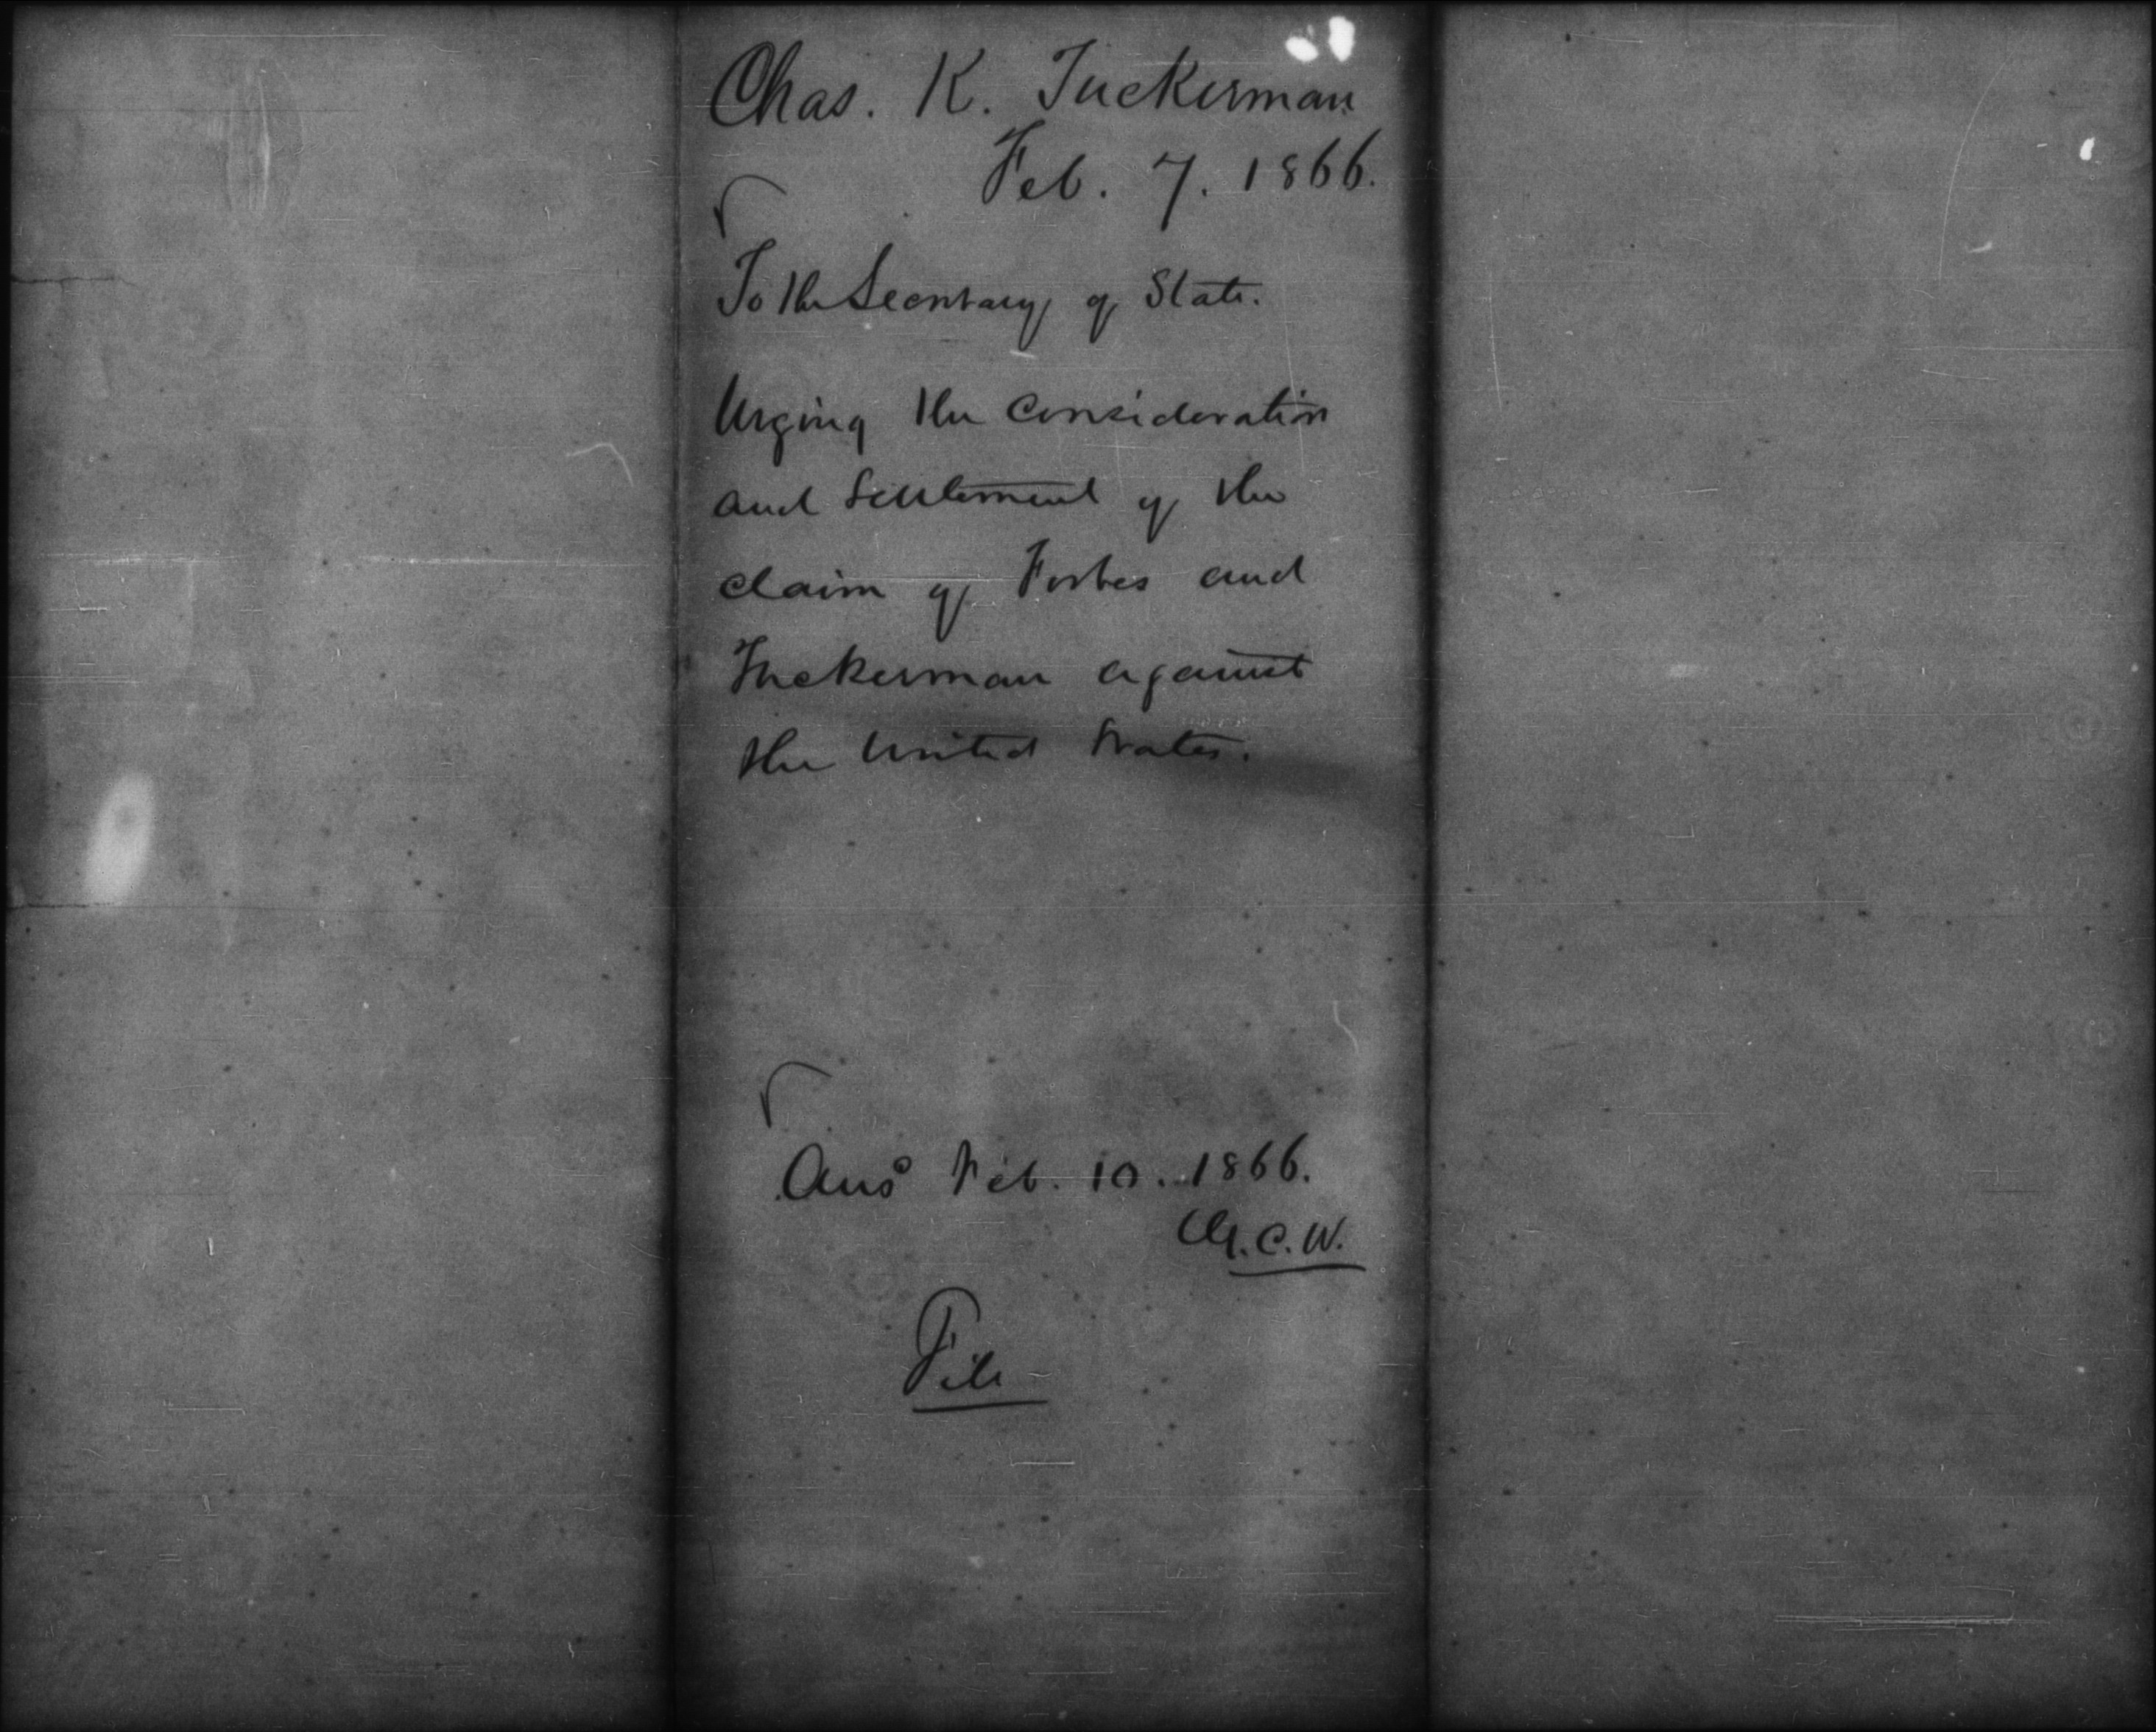 Chas. K. Tuckerman
Feb. 7. 1866.
To the Secretary of State.
Urging the consideration
and settlement of the
claim of Forbes and
Tuckerman against
the United States.
Ansd Feb. 10. 1866.
C.W.
File